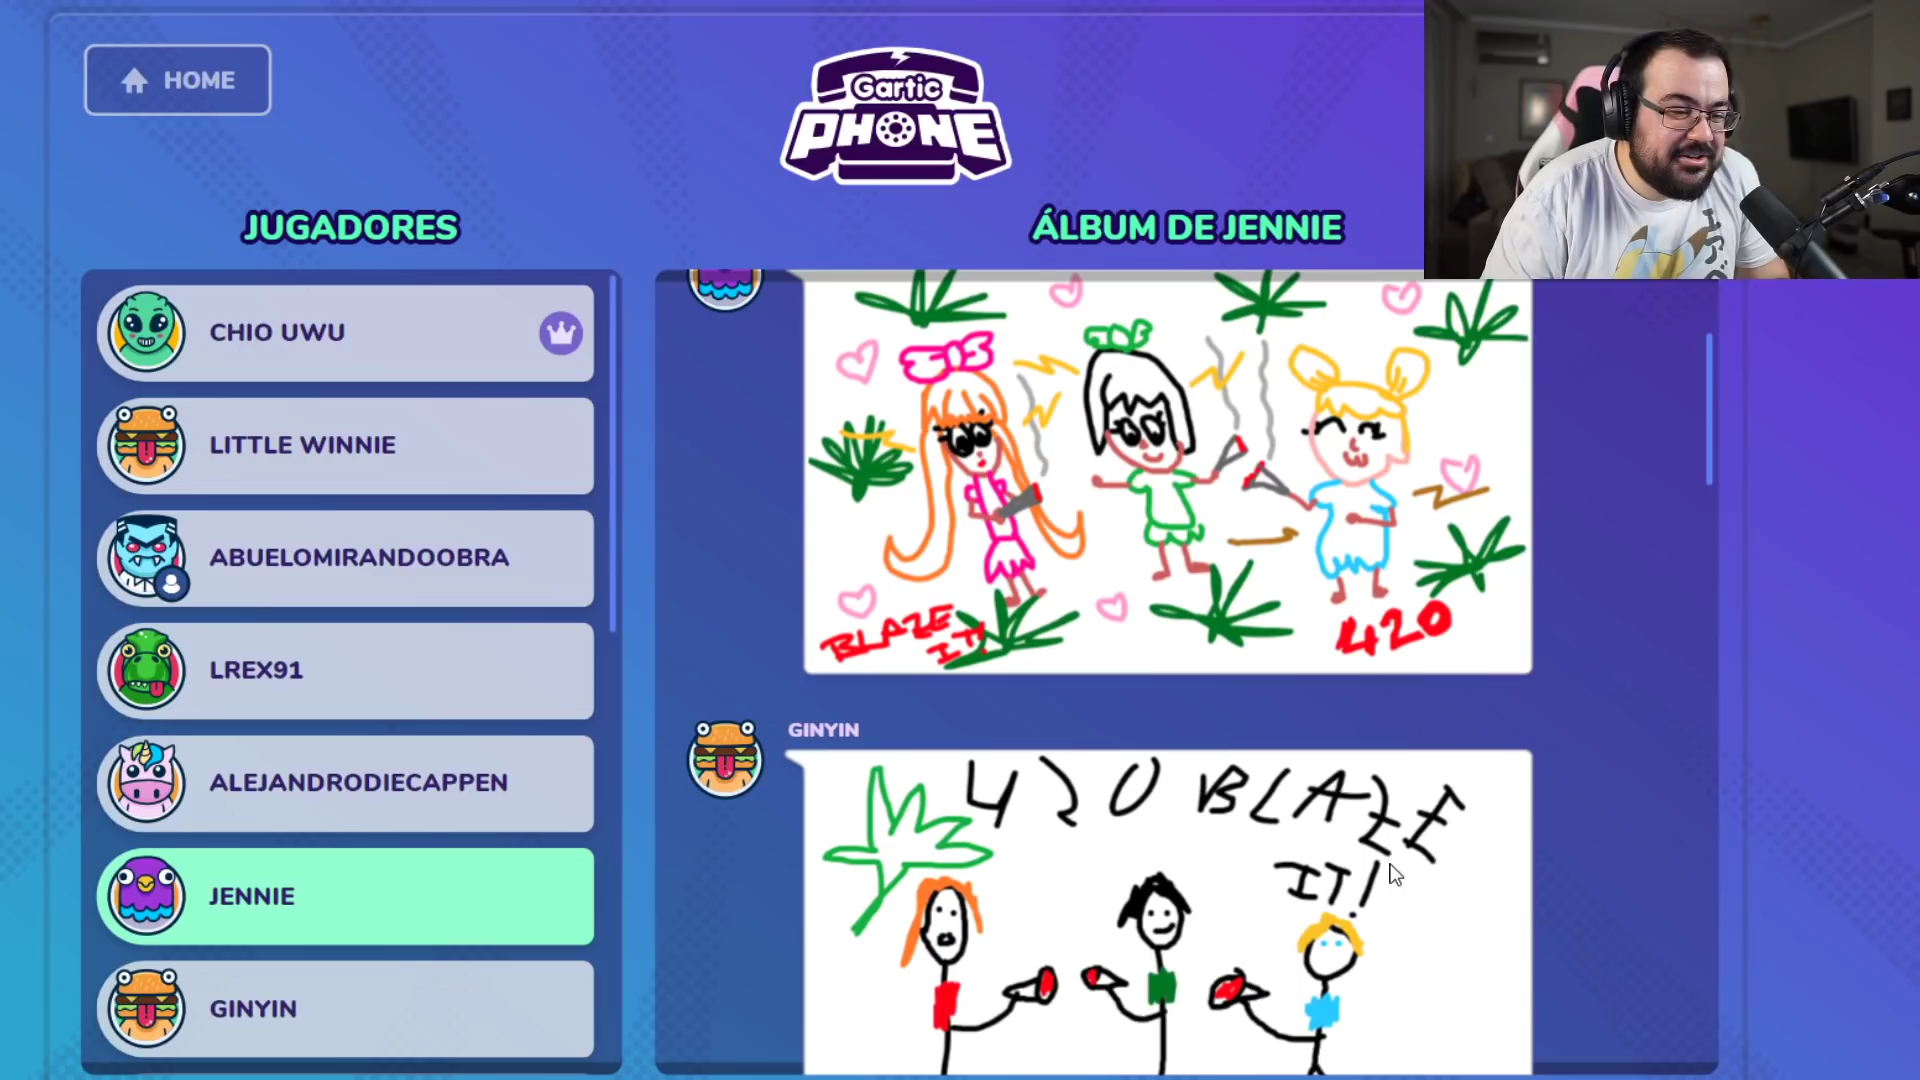 HOME
Gartic
PHONE
JUGADORES
ÁLBUM DE JENNIE
CHIO UWU
LITTLE WINNIE
ABUELOMIRANDOOBRA
LREX91
ALEJANDRODIECAPPEN
JENNIE
GINYIN
BLAZE
IT!
420
GINYIN
420 BLAZE
IT!